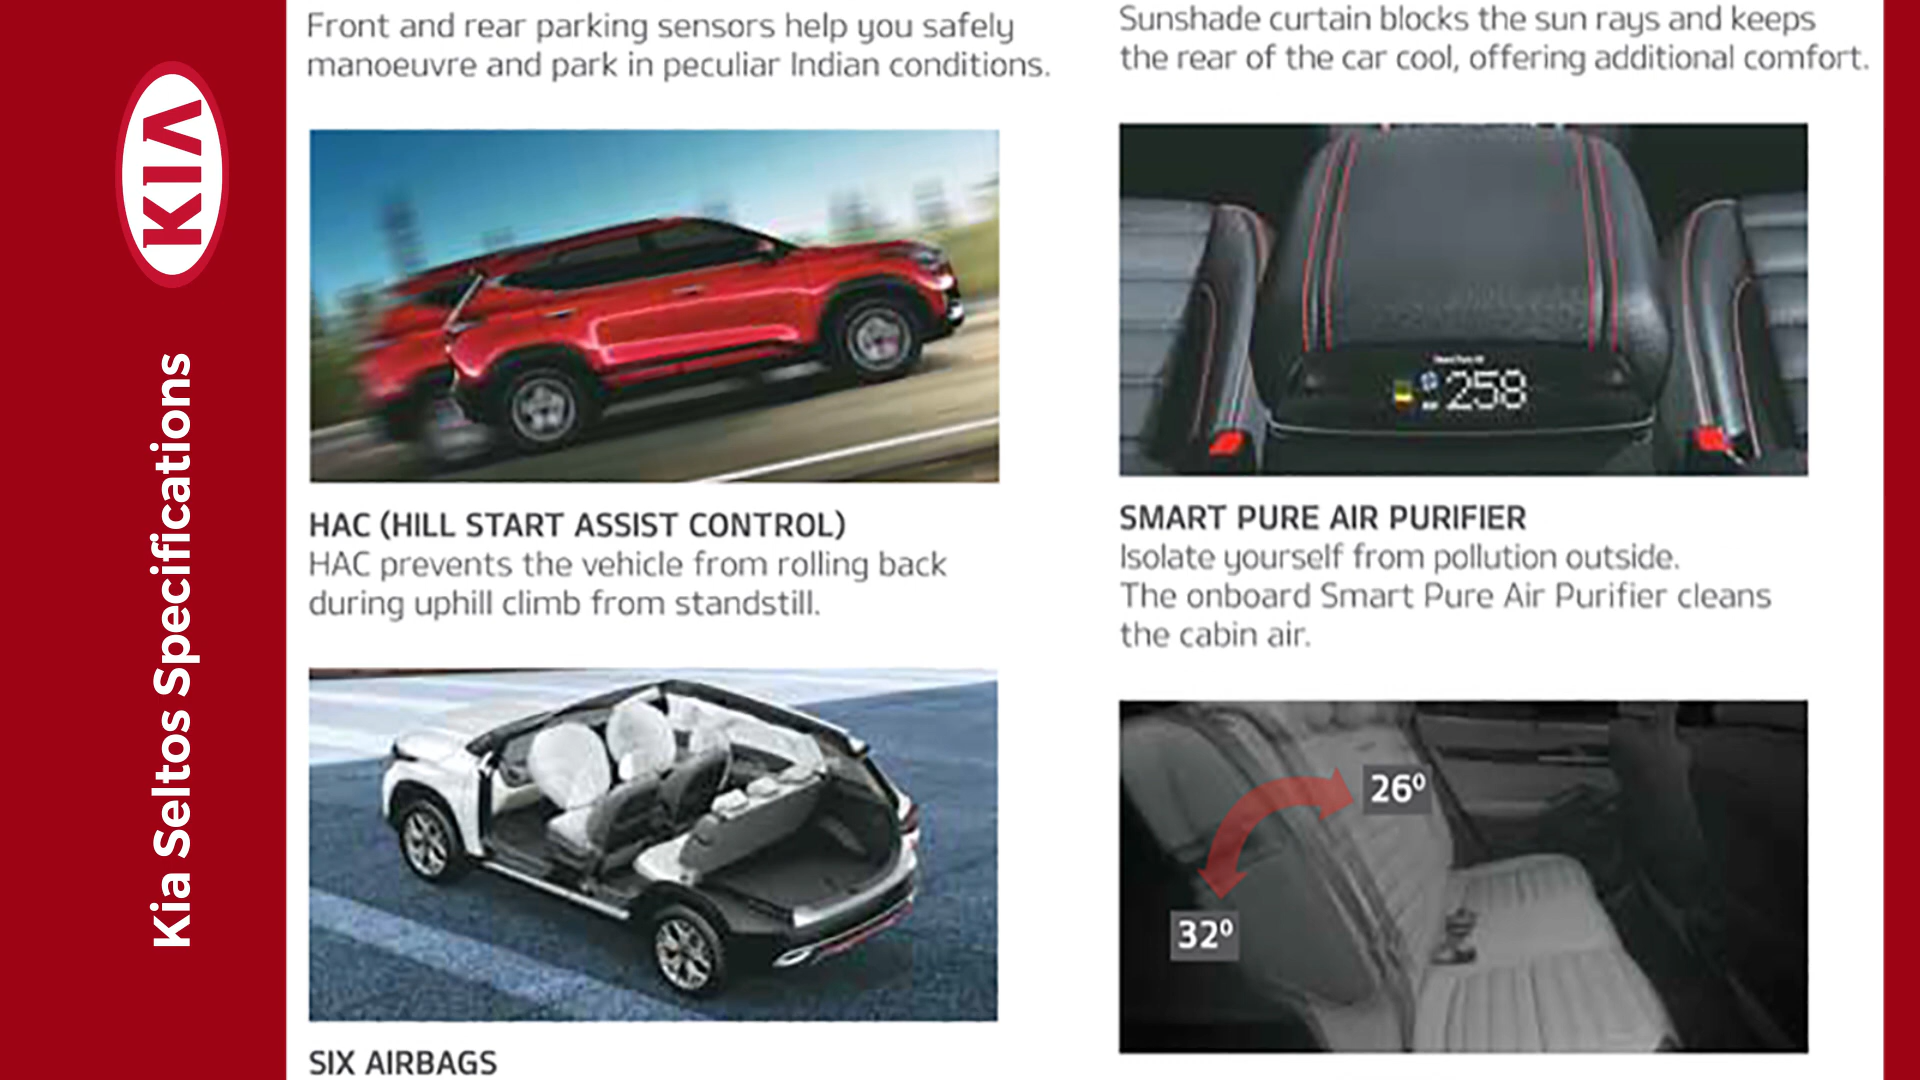 KIA
Kia Seltos Specifications
Front and rear parking sensors help you safely
manoeuvre and park in peculiar Indian conditions.
HAC (HILL START ASSIST CONTROL)
HAC prevents the vehicle from rolling back
during uphill climb from standstill.
SIX AIRBAGS
Sunshade curtain blocks the sun rays and keeps
the rear of the car cool, offering additional comfort.
258
SMART PURE AIR PURIFIER
Isolate yourself from pollution outside.
The onboard Smart Pure Air Purifier cleans
the cabin air.
26⁰
32⁰